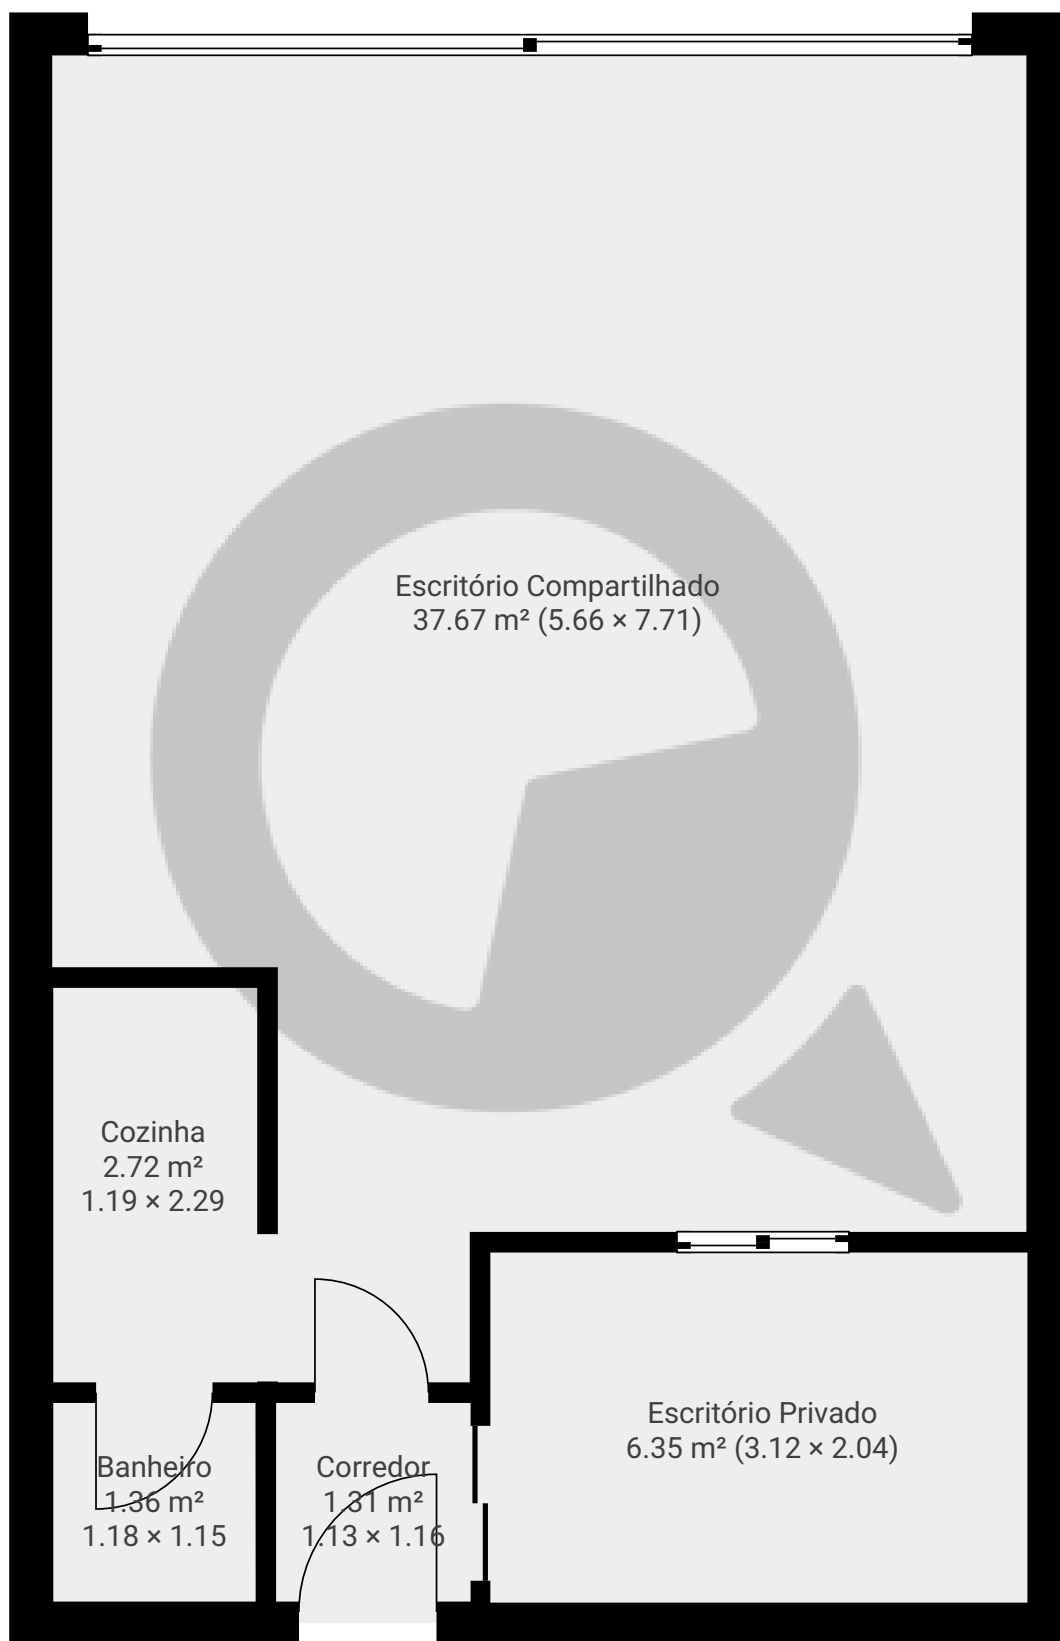 Escritório Compartilhado
37.67 m² (5.66 × 7.71)
Cozinha
2.72 m²
1.19 × 2.29
Escritório Privado
6.35 m² (3.12 × 2.04)
Banheiro
1.36 m²
1.18 × 1.15
Corredor
1.31 m²
1.13 × 1.16